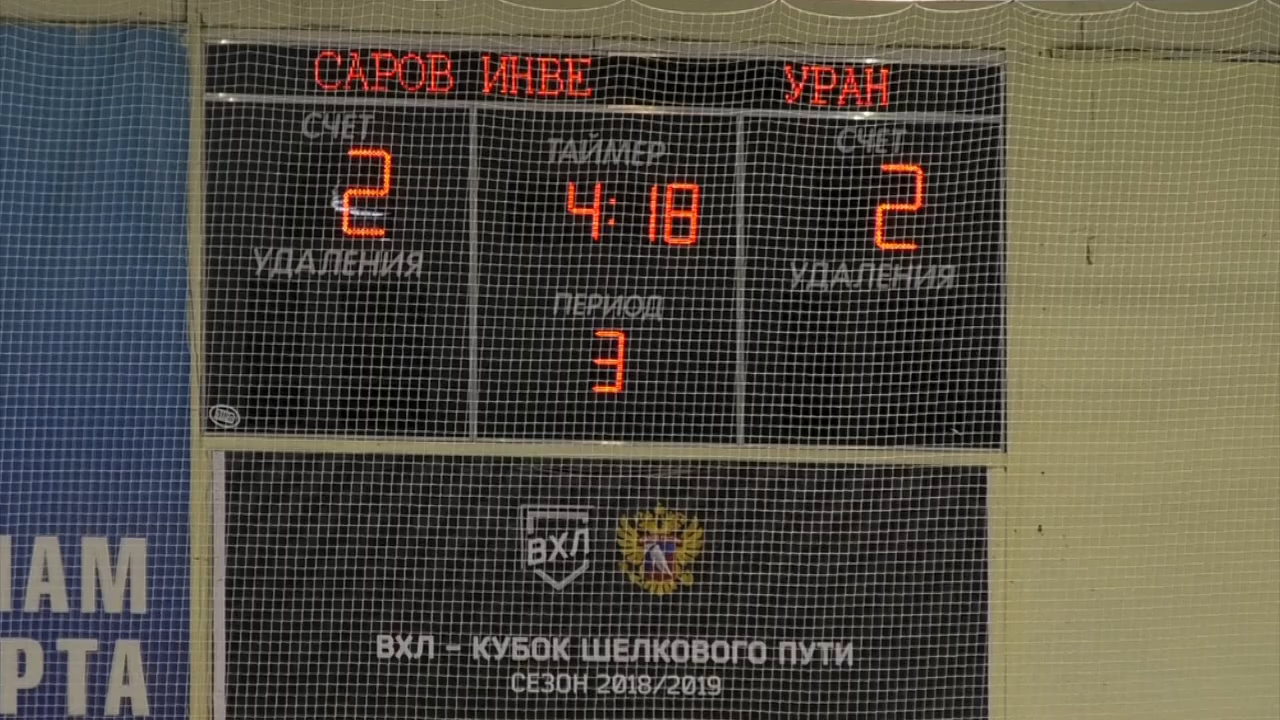 САРОВ ИНВЕ УРАН
СЧЕТ ТАЙМЕР СЧЕТ
2 4:18 2
УДАЛЕНИЯ УДАЛЕНИЯ
ПЕРИОД
3
ВХЛ
ВХЛ – КУБОК ШЕЛКОВОГО ПУТИ
СЕЗОН 2018/2019
ПАМ
РТА